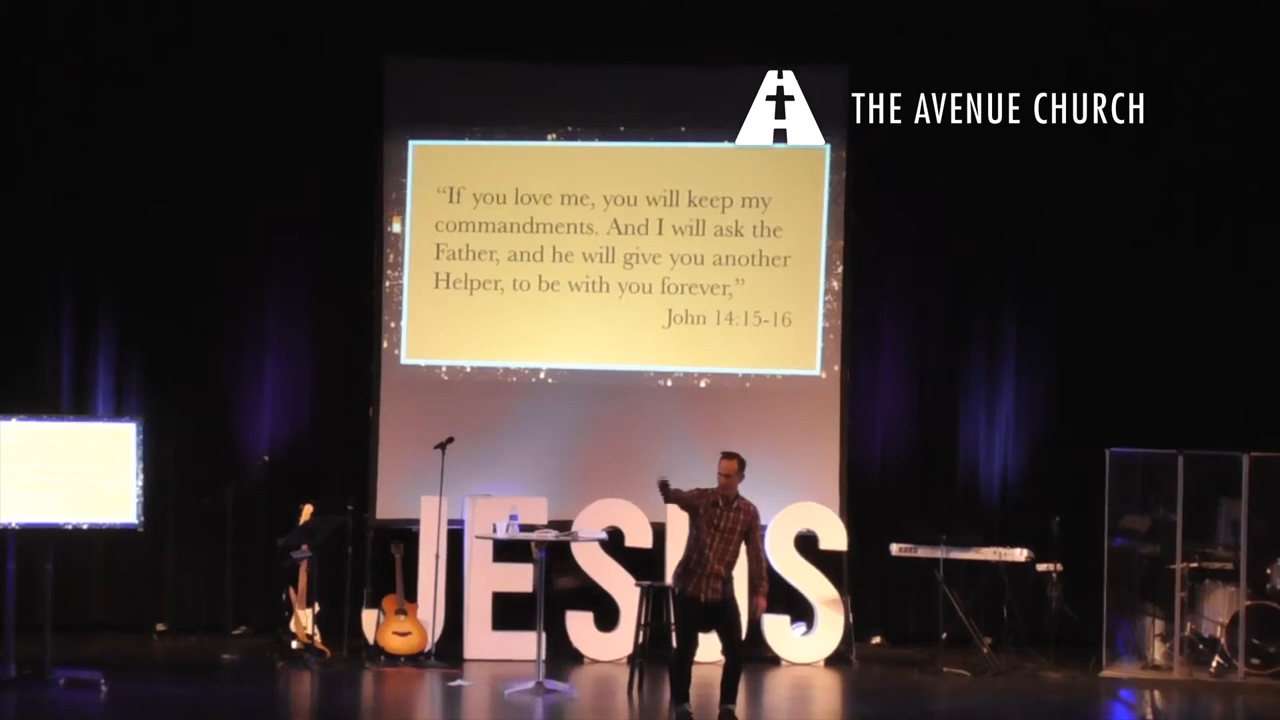 THE AVENUE CHURCH
“If you love me, you will keep my
commandments. And I will ask the
Father, and he will give you another
Helper, to be with you forever,”
John 14:15-16
JESUS
KORG